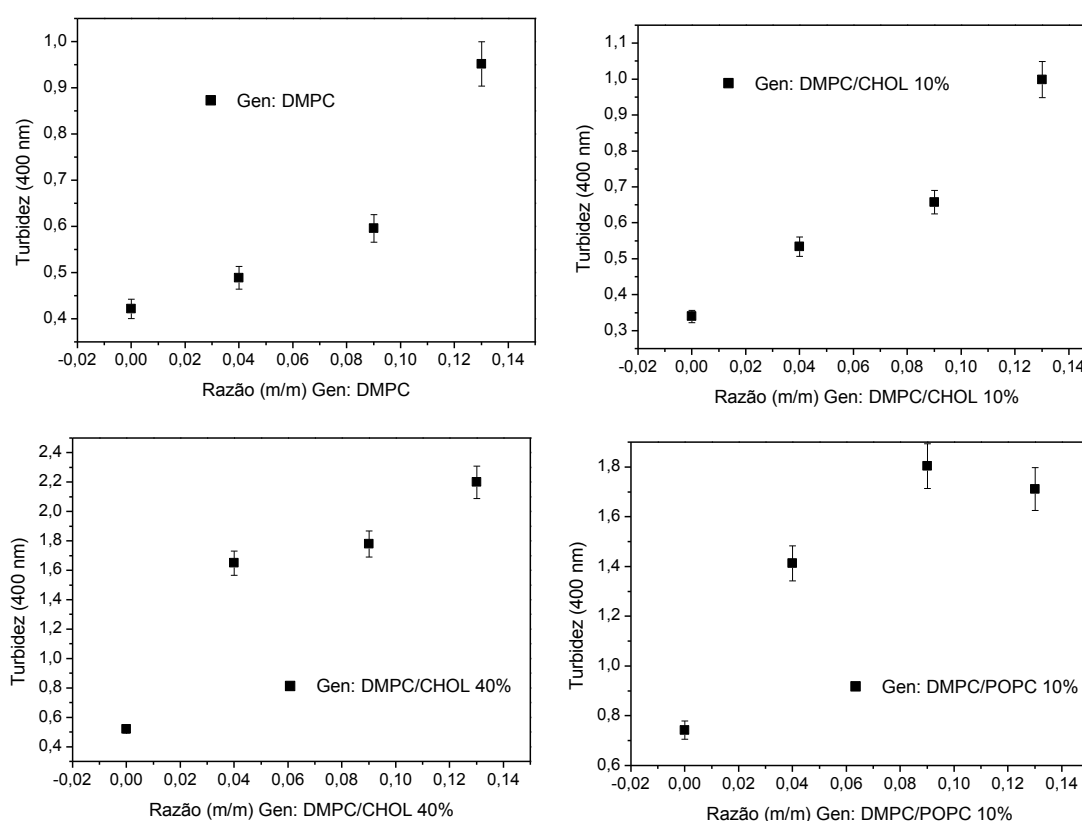 1,0
0,9
0,8
0,7
0,6
0,5
0,4
Turbidez (400 nm)
Gen: DMPC
-0,02 0,00 0,02 0,04 0,06 0,08 0,10 0,12 0,14
Razão (m/m) Gen: DMPC
1,1
1,0
0,9
0,8
0,7
0,6
0,5
0,4
0,3
Turbidez (400 nm)
Gen: DMPC/CHOL 10%
-0,02 0,00 0,02 0,04 0,06 0,08 0,10 0,12 0,14
Razão (m/m) Gen: DMPC/CHOL 10%
2,4
2,2
2,0
1,8
1,6
1,4
1,2
1,0
0,8
0,6
0,4
Turbidez (400 nm)
Gen: DMPC/CHOL 40%
-0,02 0,00 0,02 0,04 0,06 0,08 0,10 0,12 0,14
Razão (m/m) Gen: DMPC/CHOL 40%
1,8
1,6
1,4
1,2
1,0
0,8
0,6
Turbidez (400 nm)
Gen: DMPC/POPC 10%
-0,02 0,00 0,02 0,04 0,06 0,08 0,10 0,12 0,14
Razão (m/m) Gen: DMPC/POPC 10%